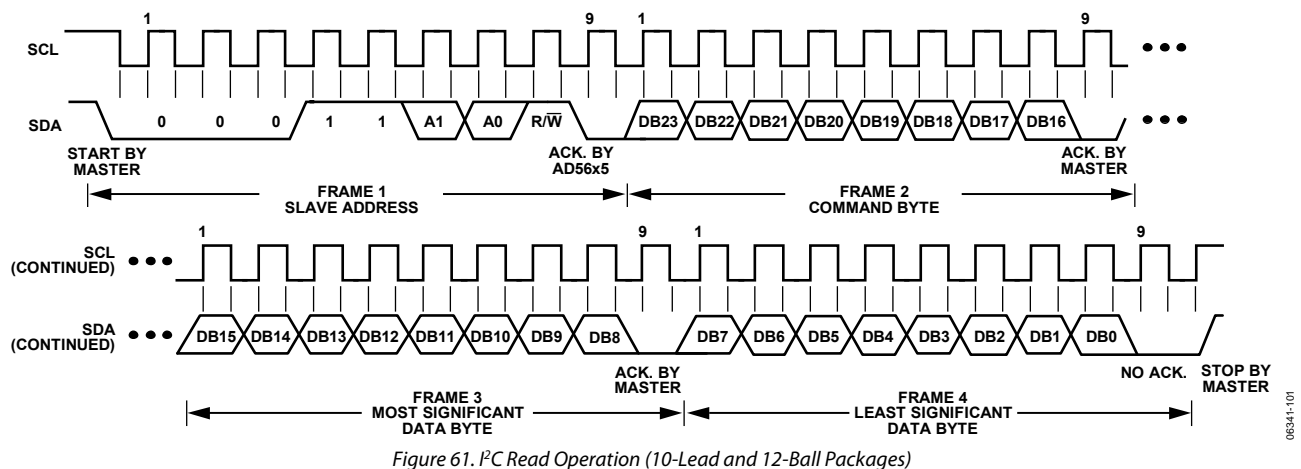 1 9 1 9
SCL
SDA 0 0 0 1 1 A1 A0 R/W̅ DB23 DB22 DB21 DB20 DB19 DB18 DB17 DB16
START BY MASTER
ACK. BY AD56x5
ACK. BY MASTER
FRAME 1
SLAVE ADDRESS
FRAME 2
COMMAND BYTE
1 9 1 9
SCL
(CONTINUED)
SDA
(CONTINUED)
DB15 DB14 DB13 DB12 DB11 DB10 DB9 DB8 DB7 DB6 DB5 DB4 DB3 DB2 DB1 DB0
ACK. BY MASTER
NO ACK.
STOP BY MASTER
FRAME 3
MOST SIGNIFICANT
DATA BYTE
FRAME 4
LEAST SIGNIFICANT
DATA BYTE
06341-101
Figure 61. I²C Read Operation (10-Lead and 12-Ball Packages)